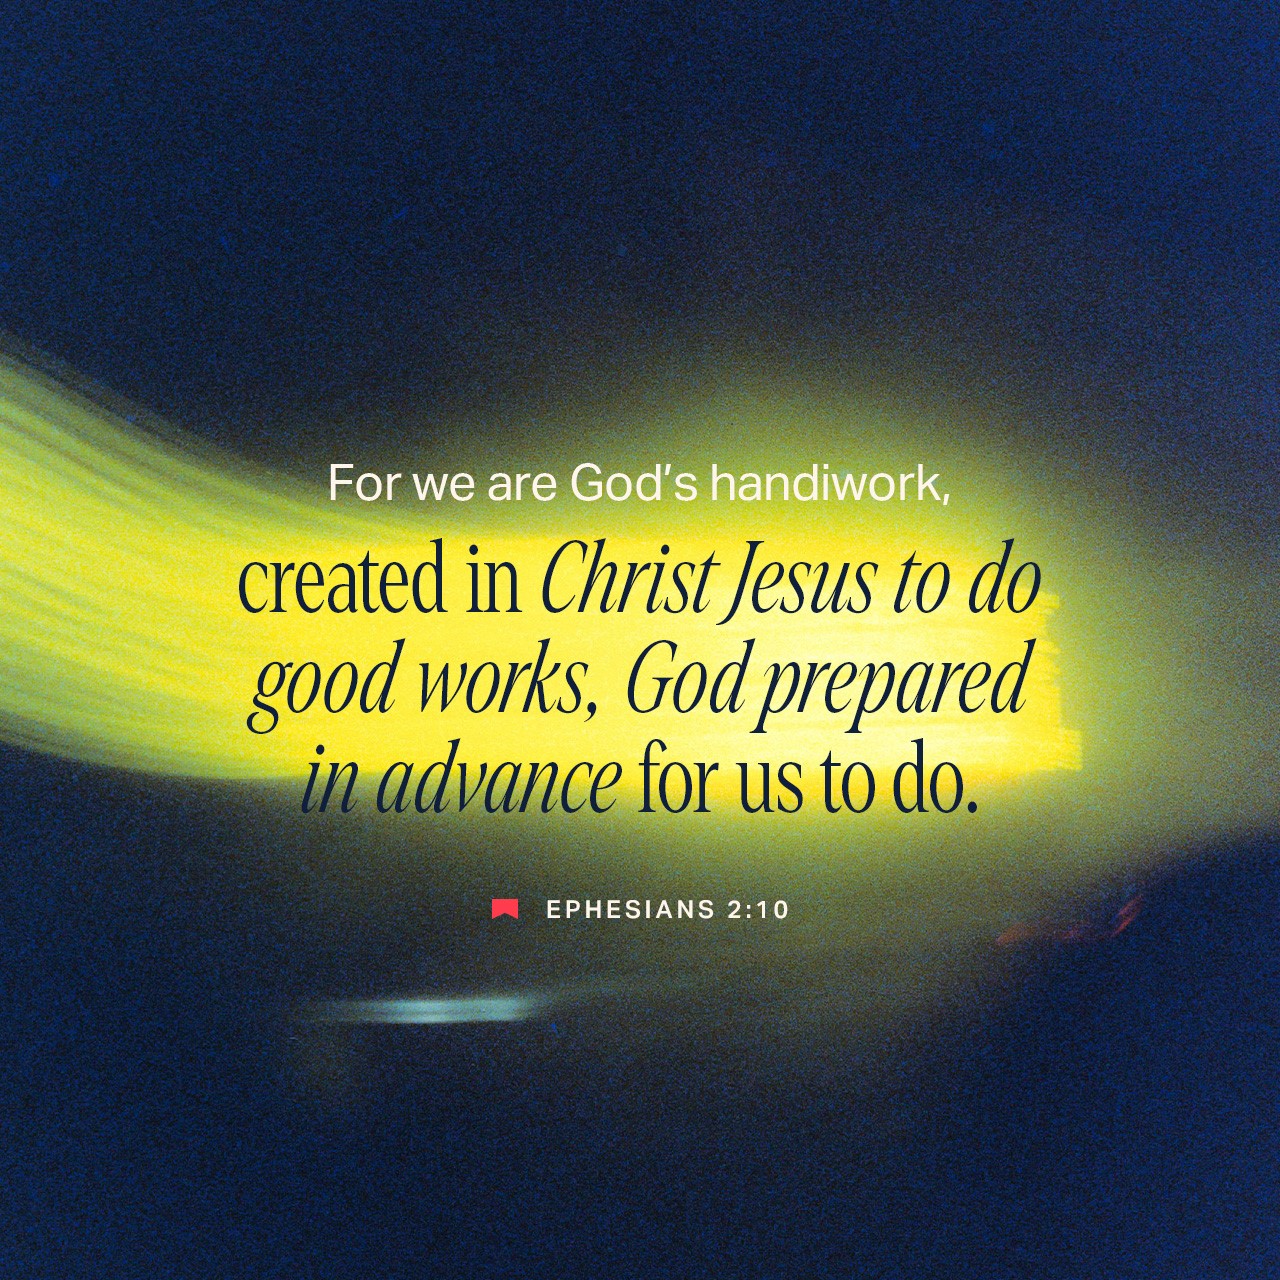 For we are God’s handiwork,
created in Christ Jesus to do
good works, God prepared
in advance for us to do.
EPHESIANS 2:10